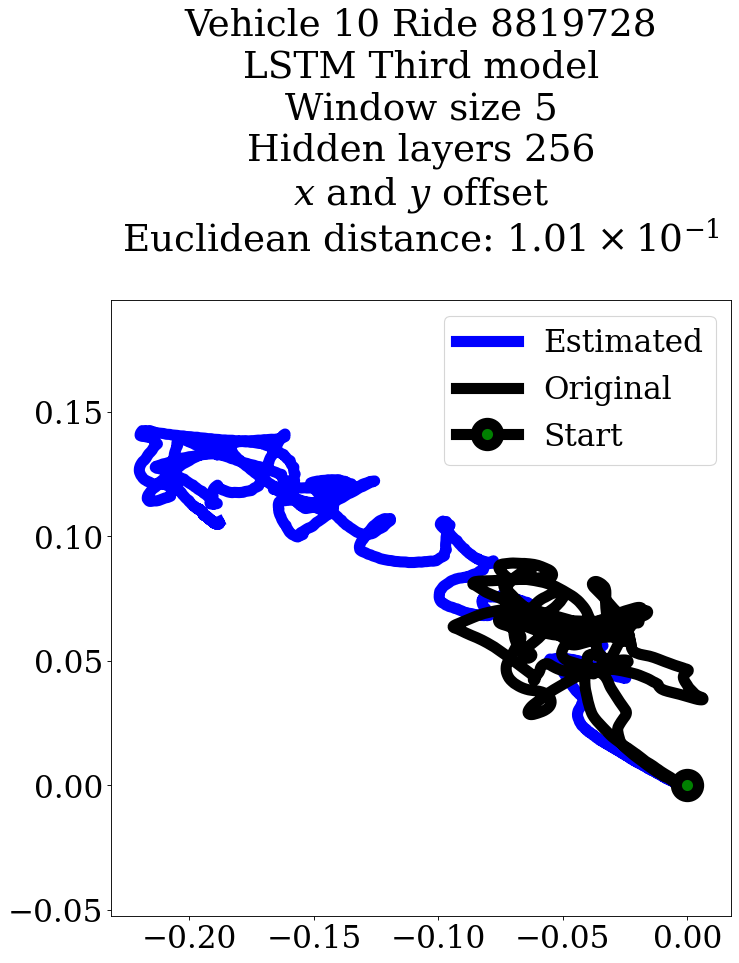 Vehicle 10 Ride 8819728
LSTM Third model
Window size 5
Hidden layers 256
x and y offset
Euclidean distance: 1.01 × 10⁻¹
Estimated
Original
Start
0.15
0.10
0.05
0.00
−0.05
−0.20 −0.15 −0.10 −0.05 0.00